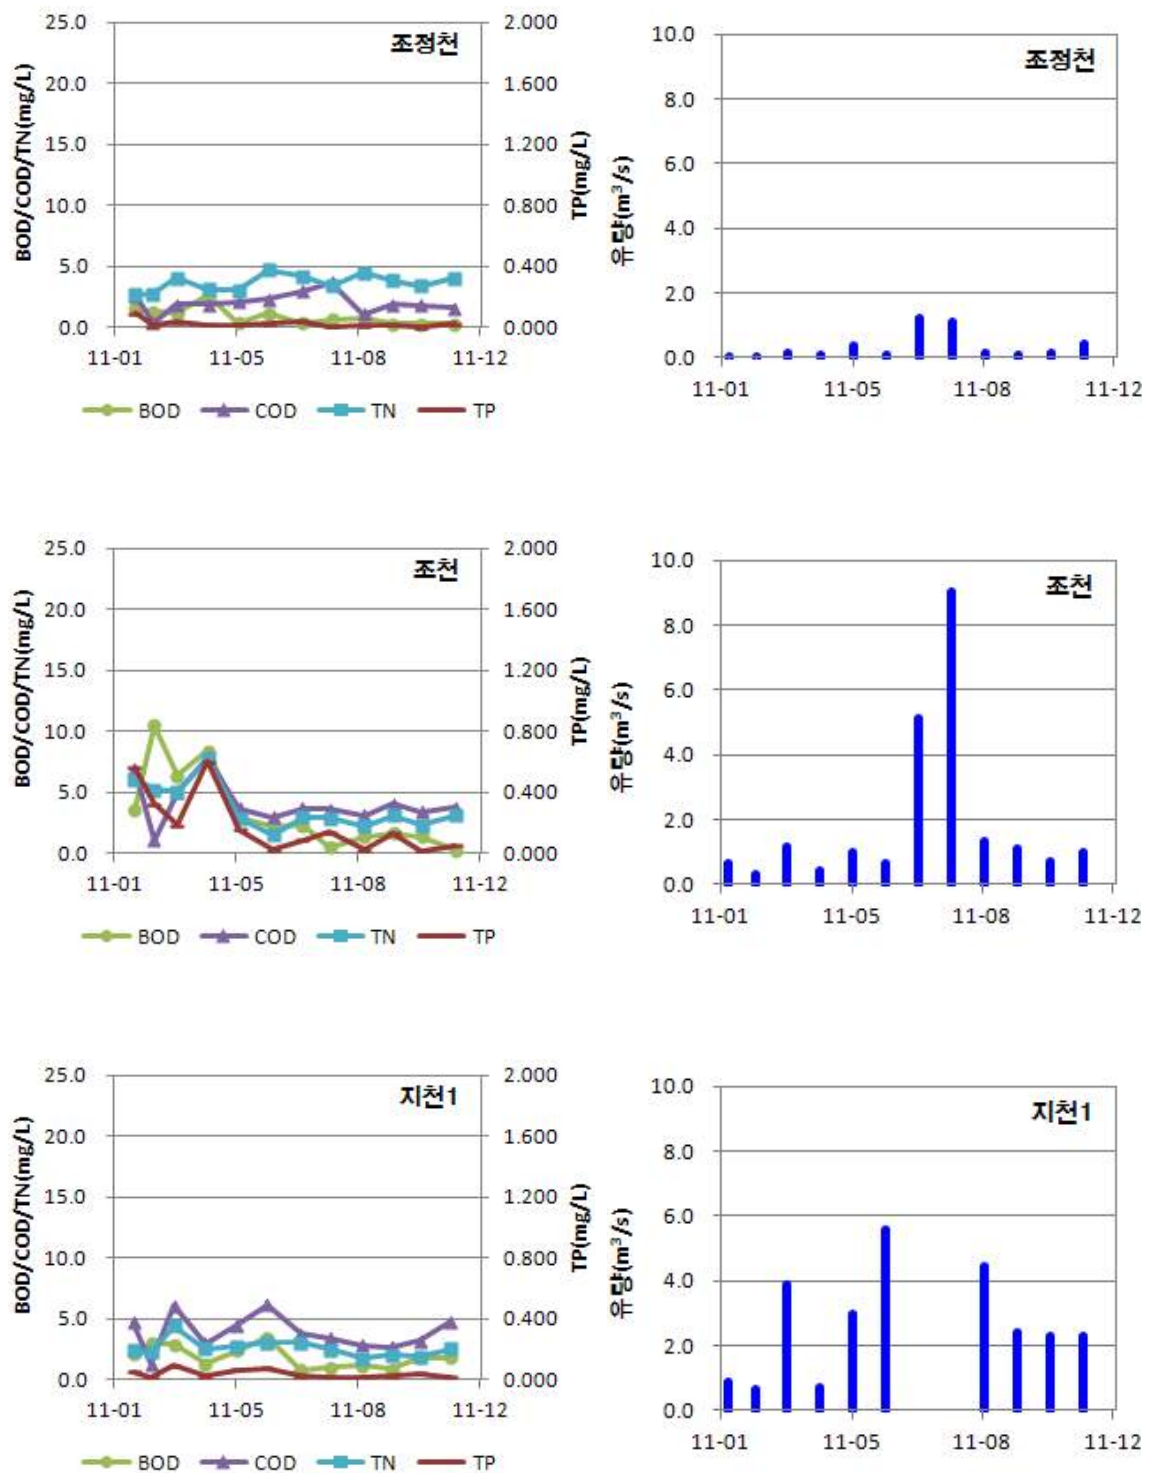 조정천
BOD/COD/TN(mg/L)
25.0
20.0
15.0
10.0
5.0
0.0
2.000
1.600
1.200
0.800
0.400
0.000
TP(mg/L)
11-01 11-05 11-08 11-12
BOD COD TN TP
조정천
유량(m³/s)
10.0
8.0
6.0
4.0
2.0
0.0
11-01 11-05 11-08 11-12
조천
BOD/COD/TN(mg/L)
25.0
20.0
15.0
10.0
5.0
0.0
2.000
1.600
1.200
0.800
0.400
0.000
TP(mg/L)
11-01 11-05 11-08 11-12
BOD COD TN TP
조천
유량(m³/s)
10.0
8.0
6.0
4.0
2.0
0.0
11-01 11-05 11-08 11-12
지천1
BOD/COD/TN(mg/L)
25.0
20.0
15.0
10.0
5.0
0.0
2.000
1.600
1.200
0.800
0.400
0.000
TP(mg/L)
11-01 11-05 11-08 11-12
BOD COD TN TP
지천1
유량(m³/s)
10.0
8.0
6.0
4.0
2.0
0.0
11-01 11-05 11-08 11-12